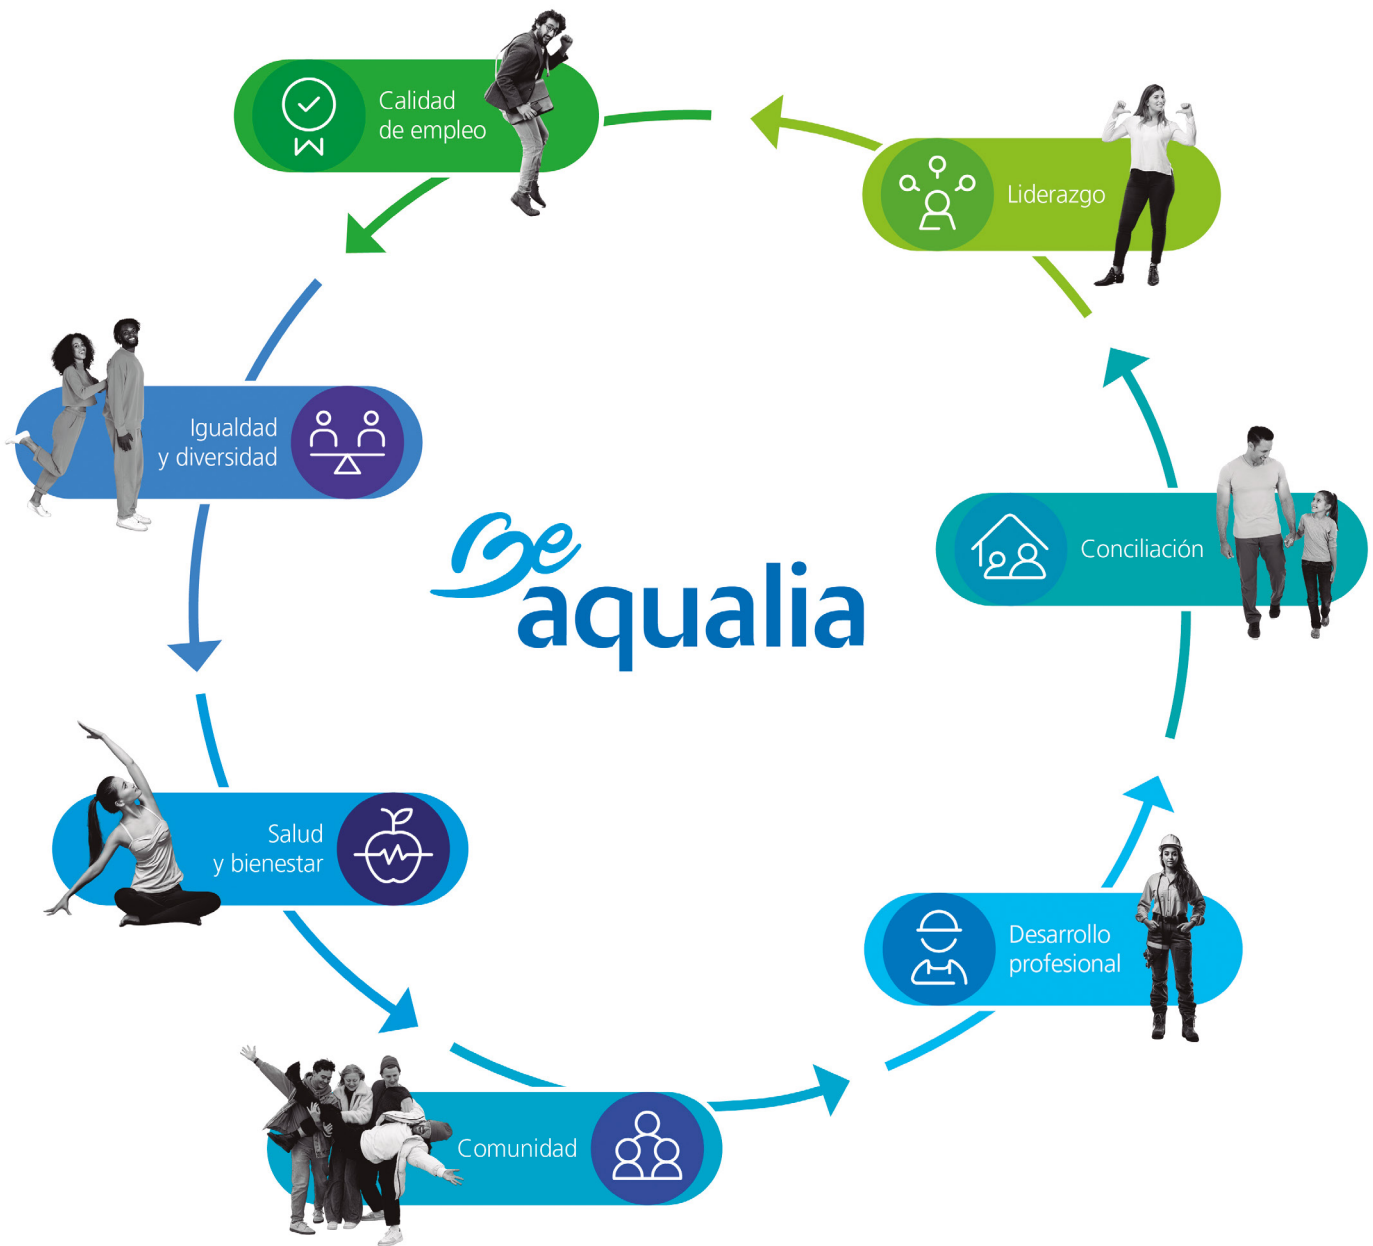 Calidad
de empleo
Liderazgo
Igualdad
y diversidad
Conciliación
Be
aqualia
Salud
y bienestar
Desarrollo
profesional
Comunidad